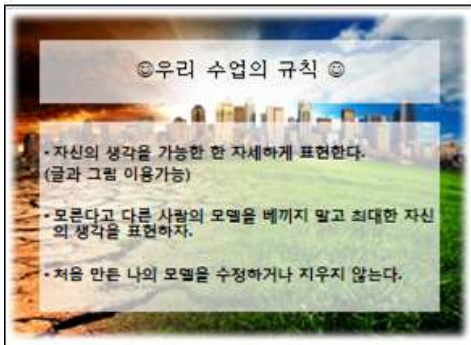 ☺우리 수업의 규칙 ☺
• 자신의 생각을 가능한 한 자세하게 표현한다.
(글과 그림 이용가능)
• 모른다고 다른 사람의 모델을 베끼지 말고 최대한 자신
의 생각을 표현하자.
• 처음 만든 나의 모델을 수정하거나 지우지 않는다.